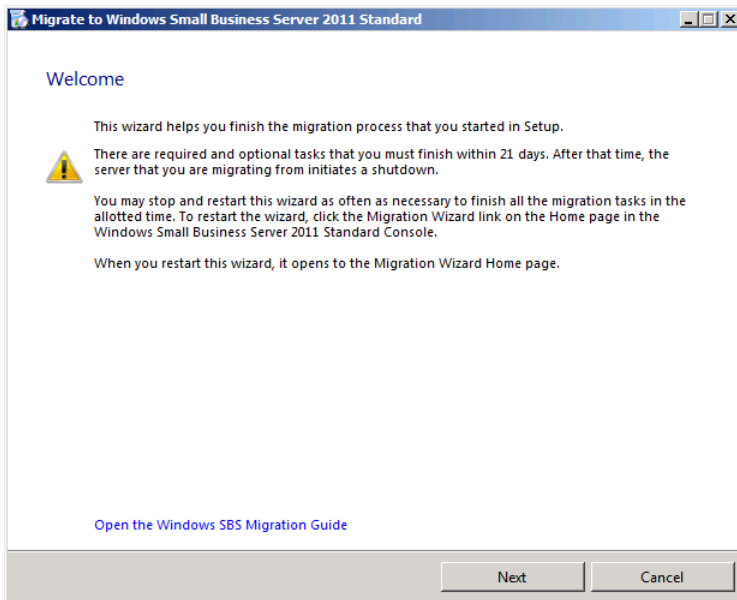 Migrate to Windows Small Business Server 2011 Standard
Welcome
This wizard helps you finish the migration process that you started in Setup.
There are required and optional tasks that you must finish within 21 days. After that time, the
server that you are migrating from initiates a shutdown.
You may stop and restart this wizard as often as necessary to finish all the migration tasks in the
allotted time. To restart the wizard, click the Migration Wizard link on the Home page in the
Windows Small Business Server 2011 Standard Console.
When you restart this wizard, it opens to the Migration Wizard Home page.
Open the Windows SBS Migration Guide
Next Cancel